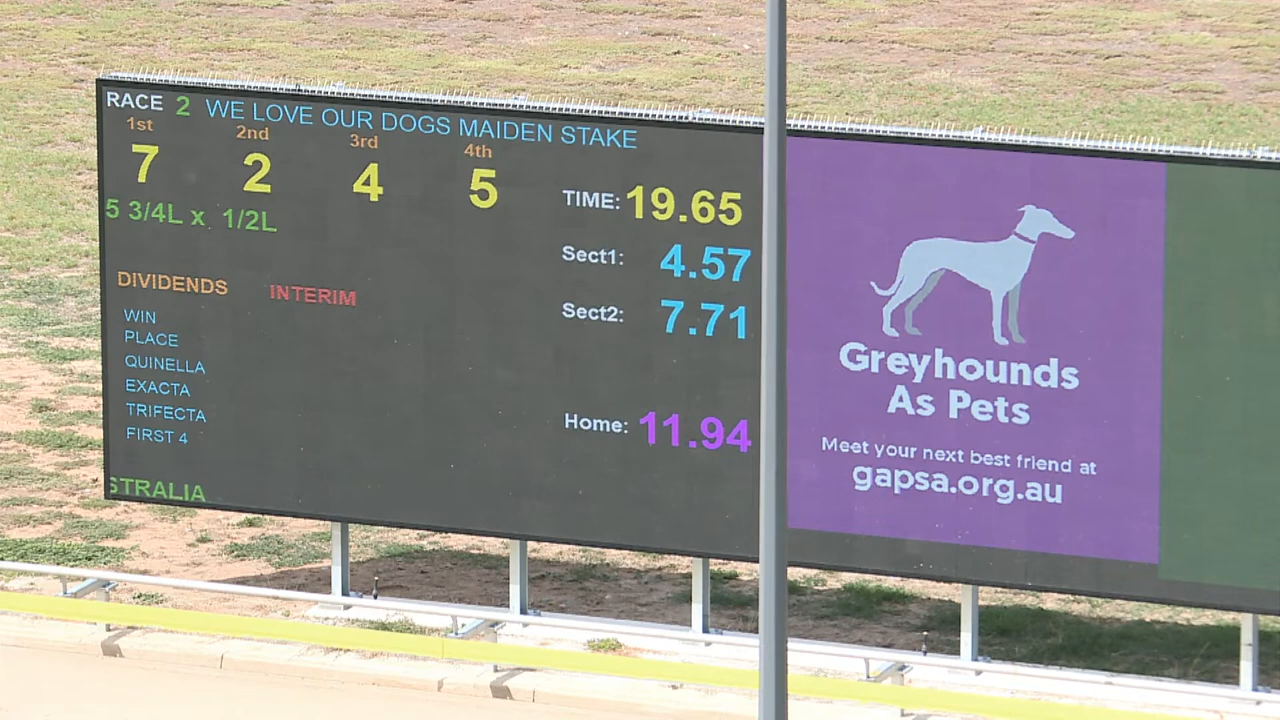 RACE 2 WE LOVE OUR DOGS MAIDEN STAKE
1st 2nd 3rd 4th
7 2 4 5
5 3/4L x 1/2L
TIME: 19.65
Sect1: 4.57
Sect2: 7.71
Home: 11.94
DIVIDENDS INTERIM
WIN
PLACE
QUINELLA
EXACTA
TRIFECTA
FIRST 4
STRALIA
Greyhounds
As Pets
Meet your next best friend at
gapsa.org.au